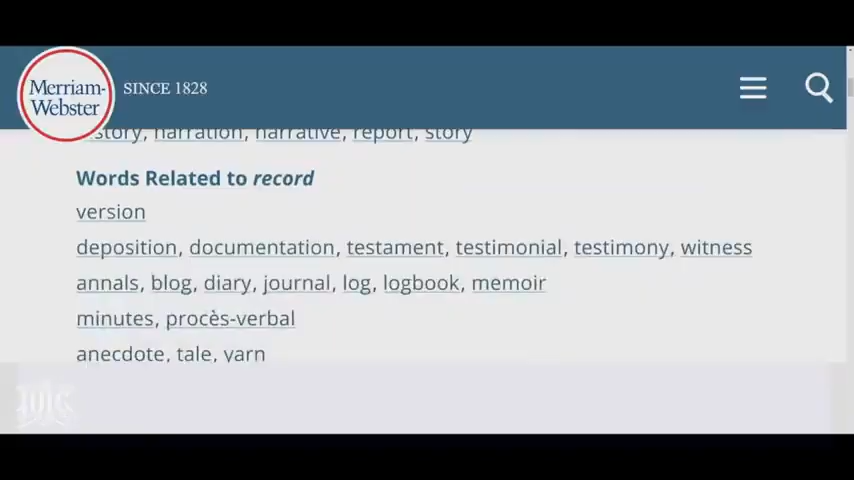 Merriam-
Webster
SINCE 1828
history, narration, narrative, report, story
Words Related to record
version
deposition, documentation, testament, testimonial, testimony, witness
annals, blog, diary, journal, log, logbook, memoir
minutes, procès-verbal
anecdote, tale, yarn